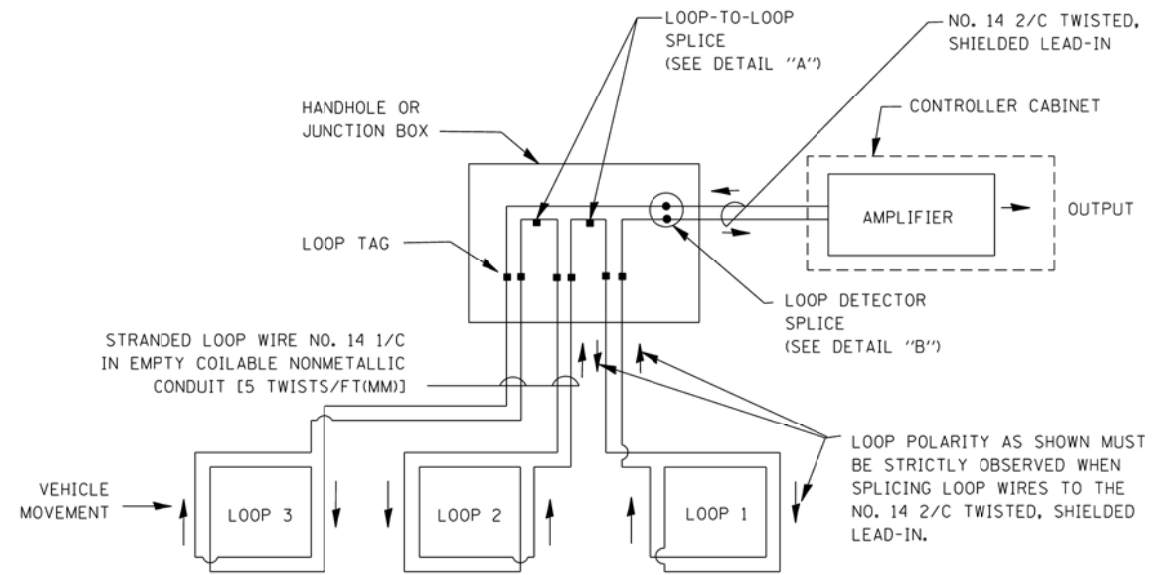 LOOP-TO-LOOP
SPLICE
(SEE DETAIL "A")
NO. 14 2/C TWISTED,
SHIELDED LEAD-IN
HANDHOLE OR
JUNCTION BOX
CONTROLLER CABINET
AMPLIFIER
OUTPUT
LOOP TAG
LOOP DETECTOR
SPLICE
(SEE DETAIL "B")
STRANDED LOOP WIRE NO. 14 1/C
IN EMPTY COILABLE NONMETALLIC
CONDUIT [5 TWISTS/FT(MM)]
LOOP POLARITY AS SHOWN MUST
BE STRICTLY OBSERVED WHEN
SPLICING LOOP WIRES TO THE
NO. 14 2/C TWISTED, SHIELDED
LEAD-IN.
VEHICLE
MOVEMENT
LOOP 3
LOOP 2
LOOP 1